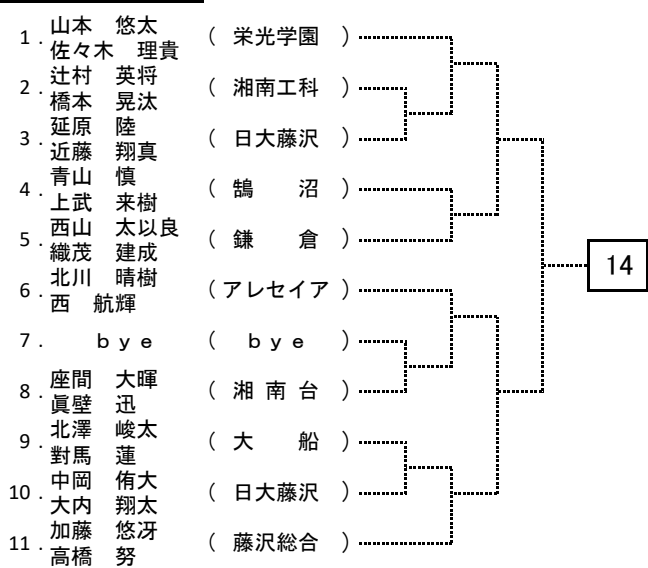 1. 山本　悠太
佐々木　理貴
( 栄光学園 )
2. 辻村　英将
橋本　晃汰
( 湘南工科 )
3. 延原　陸
近藤　翔真
( 日大藤沢 )
4. 青山　慎
上武　来樹
( 鵠　沼 )
5. 西山　太以良
織茂　建成
( 鎌　倉 )
6. 北川　晴樹
西　航輝
( アレセイア )
7. ｂｙｅ
( ｂｙｅ )
8. 座間　大暉
眞壁　迅
( 湘 南 台 )
9. 北澤　峻太
對馬　蓮
( 大　船 )
10. 中岡　侑大
大内　翔太
( 日大藤沢 )
11. 加藤　悠冴
高橋　努
( 藤沢総合 )
14